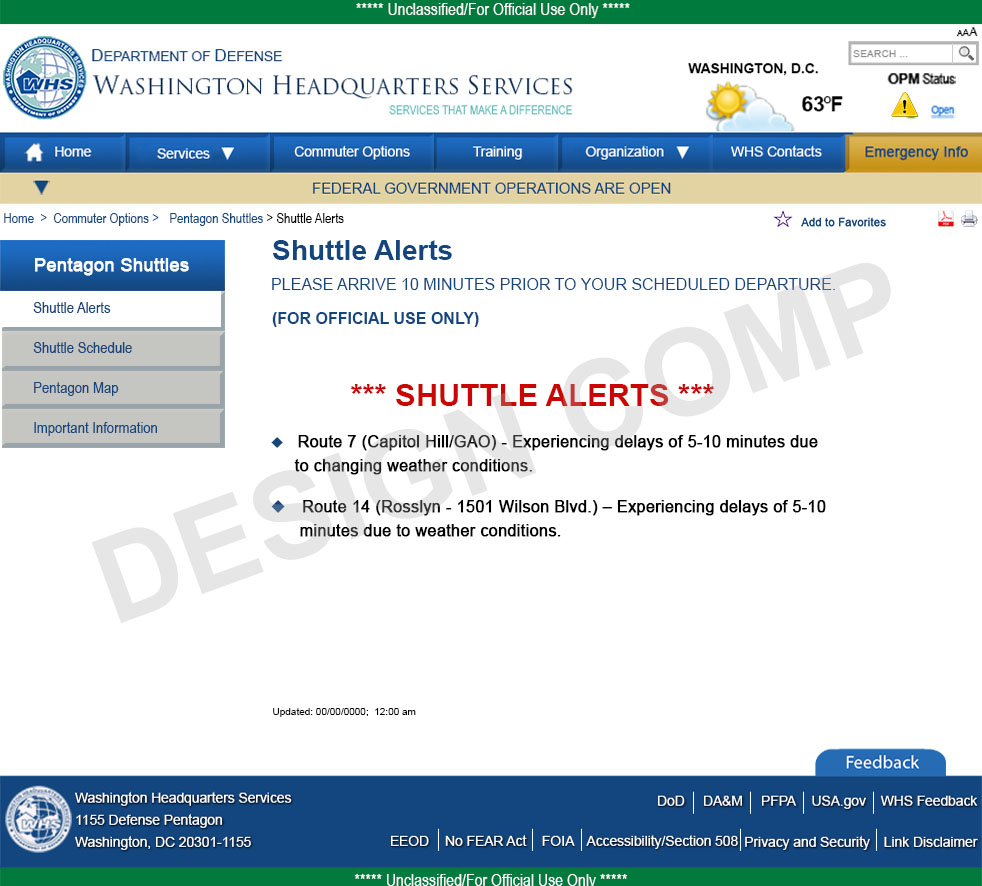 ***** Unclassified/For Official Use Only *****
AAA
DEPARTMENT OF DEFENSE
WASHINGTON HEADQUARTERS SERVICES
SERVICES THAT MAKE A DIFFERENCE
WHS
WASHINGTON, D.C.
63°F
SEARCH ...
OPM Status:
Open
Home
Services
Commuter Options
Training
Organization
WHS Contacts
Emergency Info
FEDERAL GOVERNMENT OPERATIONS ARE OPEN
Home > Commuter Options > Pentagon Shuttles > Shuttle Alerts
Add to Favorites
Pentagon Shuttles
Shuttle Alerts
Shuttle Schedule
Pentagon Map
Important Information
Shuttle Alerts
PLEASE ARRIVE 10 MINUTES PRIOR TO YOUR SCHEDULED DEPARTURE.
(FOR OFFICIAL USE ONLY)
*** SHUTTLE ALERTS ***
Route 7 (Capitol Hill/GAO) - Experiencing delays of 5-10 minutes due
to changing weather conditions.
Route 14 (Rosslyn - 1501 Wilson Blvd.) – Experiencing delays of 5-10
minutes due to weather conditions.
DESIGN COMP
Updated: 00/00/0000; 12:00 am
Feedback
WHS
Washington Headquarters Services
1155 Defense Pentagon
Washington, DC 20301-1155
DoD | DA&M | PFPA | USA.gov | WHS Feedback
EEOD | No FEAR Act | FOIA | Accessibility/Section 508 | Privacy and Security | Link Disclaimer
***** Unclassified/For Official Use Only *****